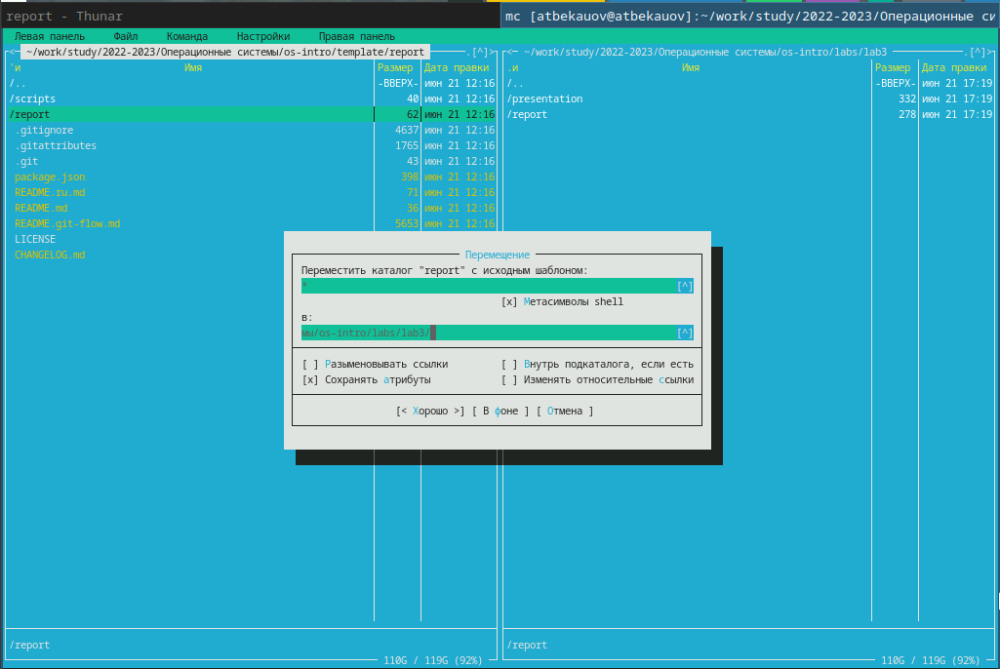 report - Thunar
mc [atbekauov@atbekauov]:~/work/study/2022-2023/Операционные си
Левая панель Файл Команда Настройки Правая панель
<— ~/work/study/2022-2023/Операционные системы/os-intro/template/report .[^]>
'и Имя Размер Дата правки
/.. -ВВЕРХ- июн 21 12:16
/scripts 40 июн 21 12:16
/report 62 июн 21 12:16
.gitignore 4637 июн 21 12:16
.gitattributes 1765 июн 21 12:16
.git 43 июн 21 12:16
package.json 398 июн 21 12:16
README.ru.md 71 июн 21 12:16
README.md 36 июн 21 12:16
README.git-flow.md 5653 июн 21 12:16
LICENSE
CHANGELOG.md
/report
110G / 119G (92%)
<— ~/work/study/2022-2023/Операционные системы/os-intro/labs/lab3 .[^]>
.и Имя Размер Дата правки
/.. -ВВЕРХ- июн 21 17:19
/presentation 332 июн 21 17:19
/report 278 июн 21 17:19
/report
110G / 119G (92%)
Перемещение
Переместить каталог "report" с исходным шаблоном:
* [^]
[x] Метасимволы shell
в:
мы/os-intro/labs/lab3/ [^]
[ ] Разыменовывать ссылки [ ] Внутрь подкаталога, если есть
[x] Сохранять атрибуты [ ] Изменять относительные ссылки
[< Хорошо >] [ В фоне ] [ Отмена ]